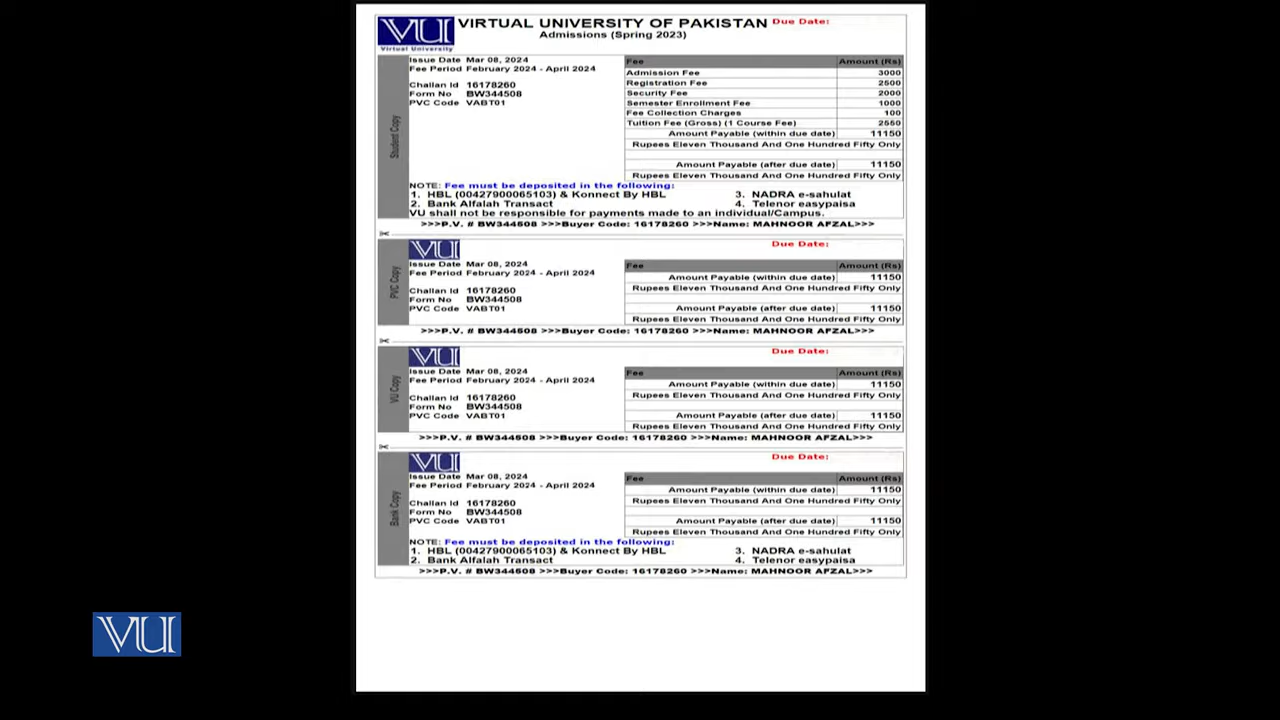 VU
Virtual University
VIRTUAL UNIVERSITY OF PAKISTAN
Admissions (Spring 2023)
Due Date:
Student Copy
Issue Date Mar 08, 2024
Fee Period February 2024 - April 2024
Challan Id 16178260
Form No BW344508
PVC Code VABT01
Fee Amount (Rs)
Admission Fee 3000
Registration Fee 2500
Security Fee 2000
Semester Enrollment Fee 1000
Fee Collection Charges 100
Tuition Fee (Gross) (1 Course Fee) 2550
Amount Payable (within due date) 11150
Rupees Eleven Thousand And One Hundred Fifty Only
Amount Payable (after due date) 11150
Rupees Eleven Thousand And One Hundred Fifty Only
NOTE: Fee must be deposited in the following:
1. HBL (00427900065103) & Konnect By HBL 3. NADRA e-sahulat
2. Bank Alfalah Transact 4. Telenor easypaisa
VU shall not be responsible for payments made to an individual/Campus.
>>>P.V. # BW344508 >>>Buyer Code: 16178260 >>>Name: MAHNOOR AFZAL>>>
VU
Due Date:
PVC Copy
Issue Date Mar 08, 2024
Fee Period February 2024 - April 2024
Challan Id 16178260
Form No BW344508
PVC Code VABT01
Fee Amount (Rs)
Amount Payable (within due date) 11150
Rupees Eleven Thousand And One Hundred Fifty Only
Amount Payable (after due date) 11150
Rupees Eleven Thousand And One Hundred Fifty Only
>>>P.V. # BW344508 >>>Buyer Code: 16178260 >>>Name: MAHNOOR AFZAL>>>
VU
Due Date:
VU Copy
Issue Date Mar 08, 2024
Fee Period February 2024 - April 2024
Challan Id 16178260
Form No BW344508
PVC Code VABT01
Fee Amount (Rs)
Amount Payable (within due date) 11150
Rupees Eleven Thousand And One Hundred Fifty Only
Amount Payable (after due date) 11150
Rupees Eleven Thousand And One Hundred Fifty Only
>>>P.V. # BW344508 >>>Buyer Code: 16178260 >>>Name: MAHNOOR AFZAL>>>
VU
Due Date:
Bank Copy
Issue Date Mar 08, 2024
Fee Period February 2024 - April 2024
Challan Id 16178260
Form No BW344508
PVC Code VABT01
Fee Amount (Rs)
Amount Payable (within due date) 11150
Rupees Eleven Thousand And One Hundred Fifty Only
Amount Payable (after due date) 11150
Rupees Eleven Thousand And One Hundred Fifty Only
NOTE: Fee must be deposited in the following:
1. HBL (00427900065103) & Konnect By HBL 3. NADRA e-sahulat
2. Bank Alfalah Transact 4. Telenor easypaisa
>>>P.V. # BW344508 >>>Buyer Code: 16178260 >>>Name: MAHNOOR AFZAL>>>
VU